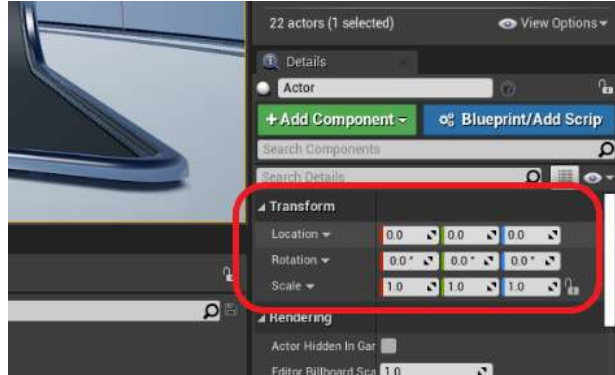 22 actors (1 selected)
View Options
Details
Actor
+Add Component
Blueprint/Add Scrip
Search Components
Search Details
Transform
Location 0.0 0.0 0.0
Rotation 0.0° 0.0° 0.0°
Scale 1.0 1.0 1.0
Rendering
Actor Hidden In Gar
Editor Billboard Sca 1.0